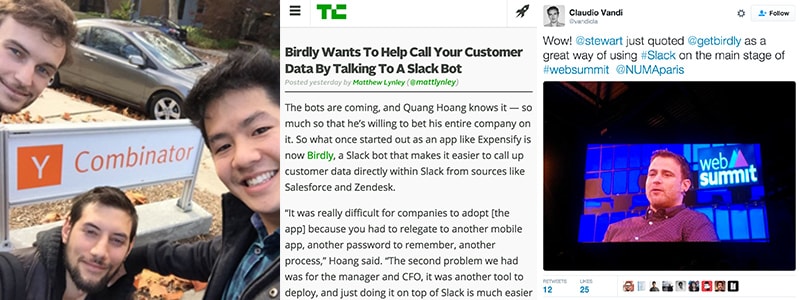 Y Combinator
TC
Birdly Wants To Help Call Your Customer
Data By Talking To A Slack Bot
Posted yesterday by Matthew Lynley (@mattlynley)
The bots are coming, and Quang Hoang knows it — so
much so that he's willing to bet his entire company on
it. So what once started out as an app like Expensify is
now Birdly, a Slack bot that makes it easier to call up
customer data directly within Slack from sources like
Salesforce and Zendesk.
"It was really difficult for companies to adopt [the
app] because you had to relegate to another mobile
app, another password to remember, another
process," Hoang said. "The second problem we had
was for the manager and CFO, it was another tool to
deploy, and just doing it on top of Slack is much easier
Claudio Vandi
@vandicla
Follow
Wow! @stewart just quoted @getbirdly as a
great way of using #Slack on the main stage of
#websummit @NUMAparis
web
summit
RETWEETS
12
LIKES
25